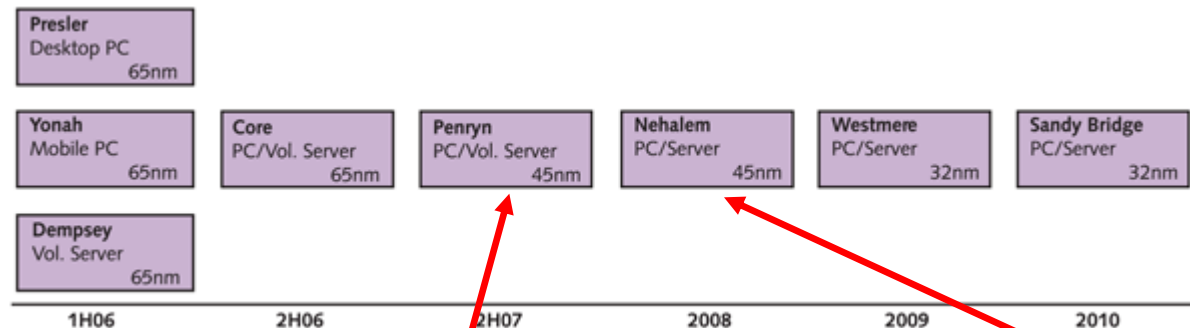 Presler
Desktop PC
65nm
Yonah
Mobile PC
65nm
Core
PC/Vol. Server
65nm
Penryn
PC/Vol. Server
45nm
Nehalem
PC/Server
45nm
Westmere
PC/Server
32nm
Sandy Bridge
PC/Server
32nm
Dempsey
Vol. Server
65nm
1H06 2H06 2H07 2008 2009 2010